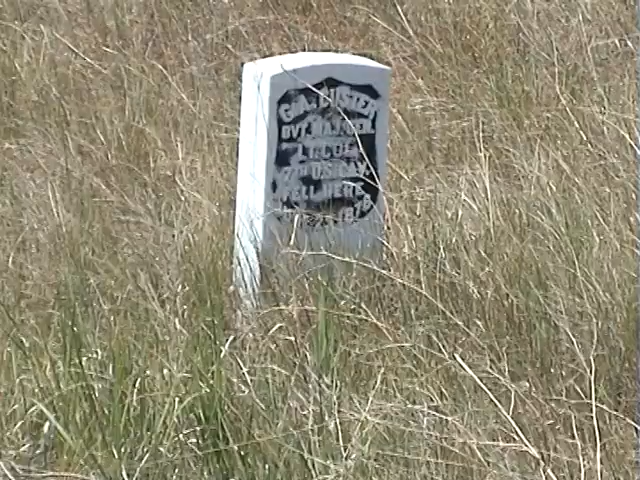 G. A. CUSTER
BVT. MAJ. GEN.
LT. COL.
7TH U.S. CAV.
FELL HERE
1876